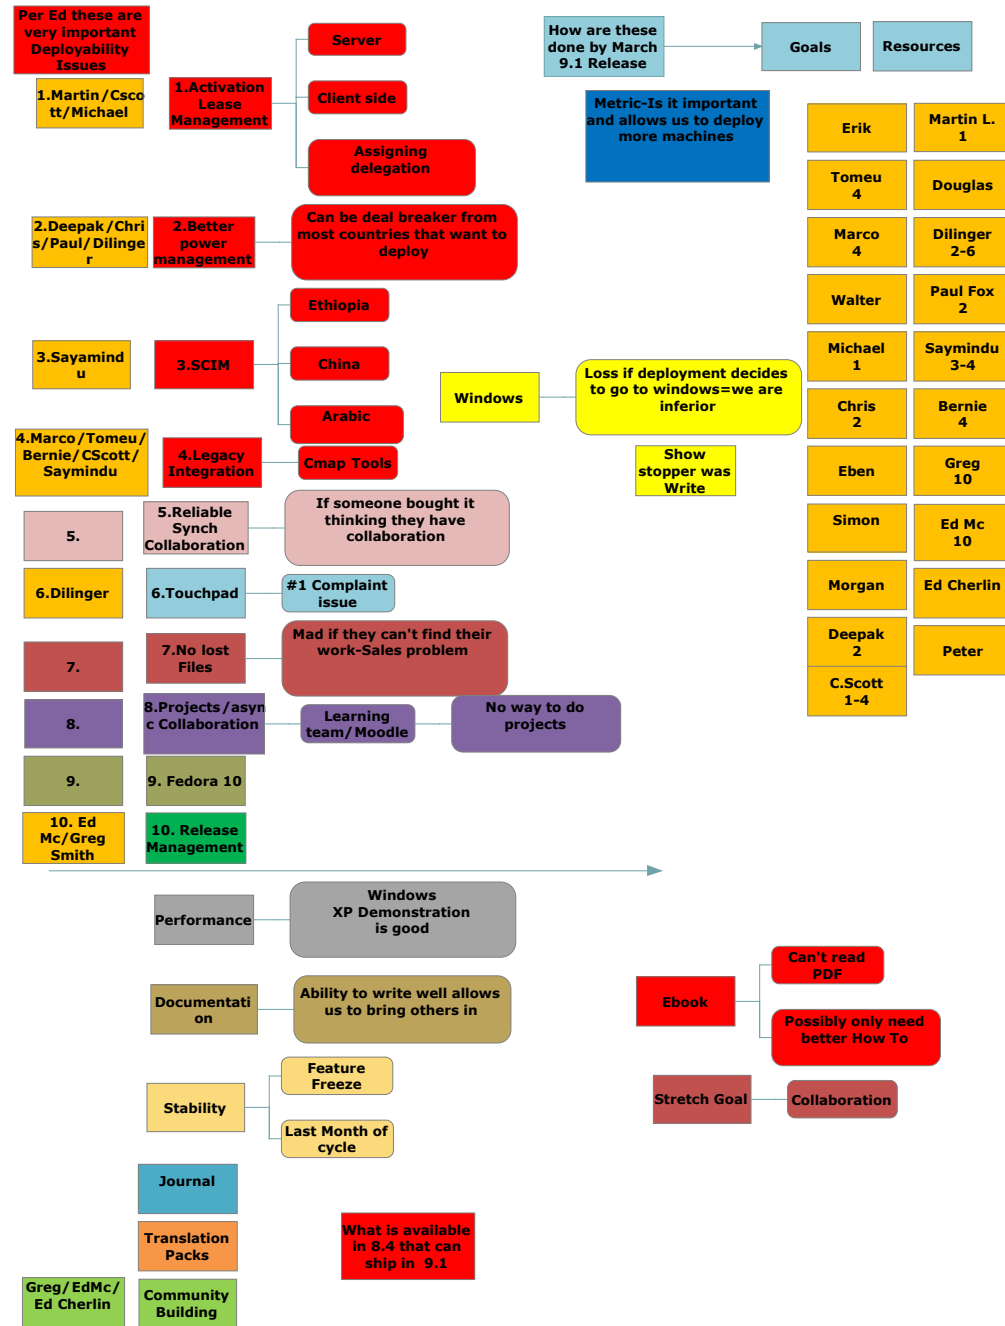 Per Ed these are
very important
Deployability
Issues
1.Martin/Csco
tt/Michael
1.Activation
Lease
Management
Server
Client side
Assigning
delegation
2.Deepak/Chri
s/Paul/Dilinge
r
2.Better
power
management
Can be deal breaker from
most countries that want to
deploy
3.Sayamind
u
3.SCIM
Ethiopia
China
Arabic
4.Marco/Tomeu/
Bernie/CScott/
Saymindu
4.Legacy
Integration
Cmap Tools
5.
5.Reliable
Synch
Collaboration
If someone bought it
thinking they have
collaboration
6.Dilinger
6.Touchpad
#1 Complaint
issue
7.
7.No lost
Files
Mad if they can't find their
work-Sales problem
8.
8.Projects/asyn
c Collaboration
Learning
team/Moodle
No way to do
projects
9.
9. Fedora 10
10. Ed
Mc/Greg
Smith
10. Release
Management
How are these
done by March
9.1 Release
Goals
Resources
Metric-Is it important
and allows us to deploy
more machines
Windows
Loss if deployment decides
to go to windows=we are
inferior
Show
stopper was
Write
Erik
Martin L.
1
Tomeu
4
Douglas
Marco
4
Dilinger
2-6
Walter
Paul Fox
2
Michael
1
Saymindu
3-4
Chris
2
Bernie
4
Eben
Greg
10
Simon
Ed Mc
10
Morgan
Ed Cherlin
Deepak
2
Peter
C.Scott
1-4
Performance
Windows
XP Demonstration
is good
Documentati
on
Ability to write well allows
us to bring others in
Stability
Feature
Freeze
Last Month of
cycle
Ebook
Can't read
PDF
Possibly only need
better How To
Stretch Goal
Collaboration
Journal
Translation
Packs
Greg/EdMc/
Ed Cherlin
Community
Building
What is available
in 8.4 that can
ship in 9.1